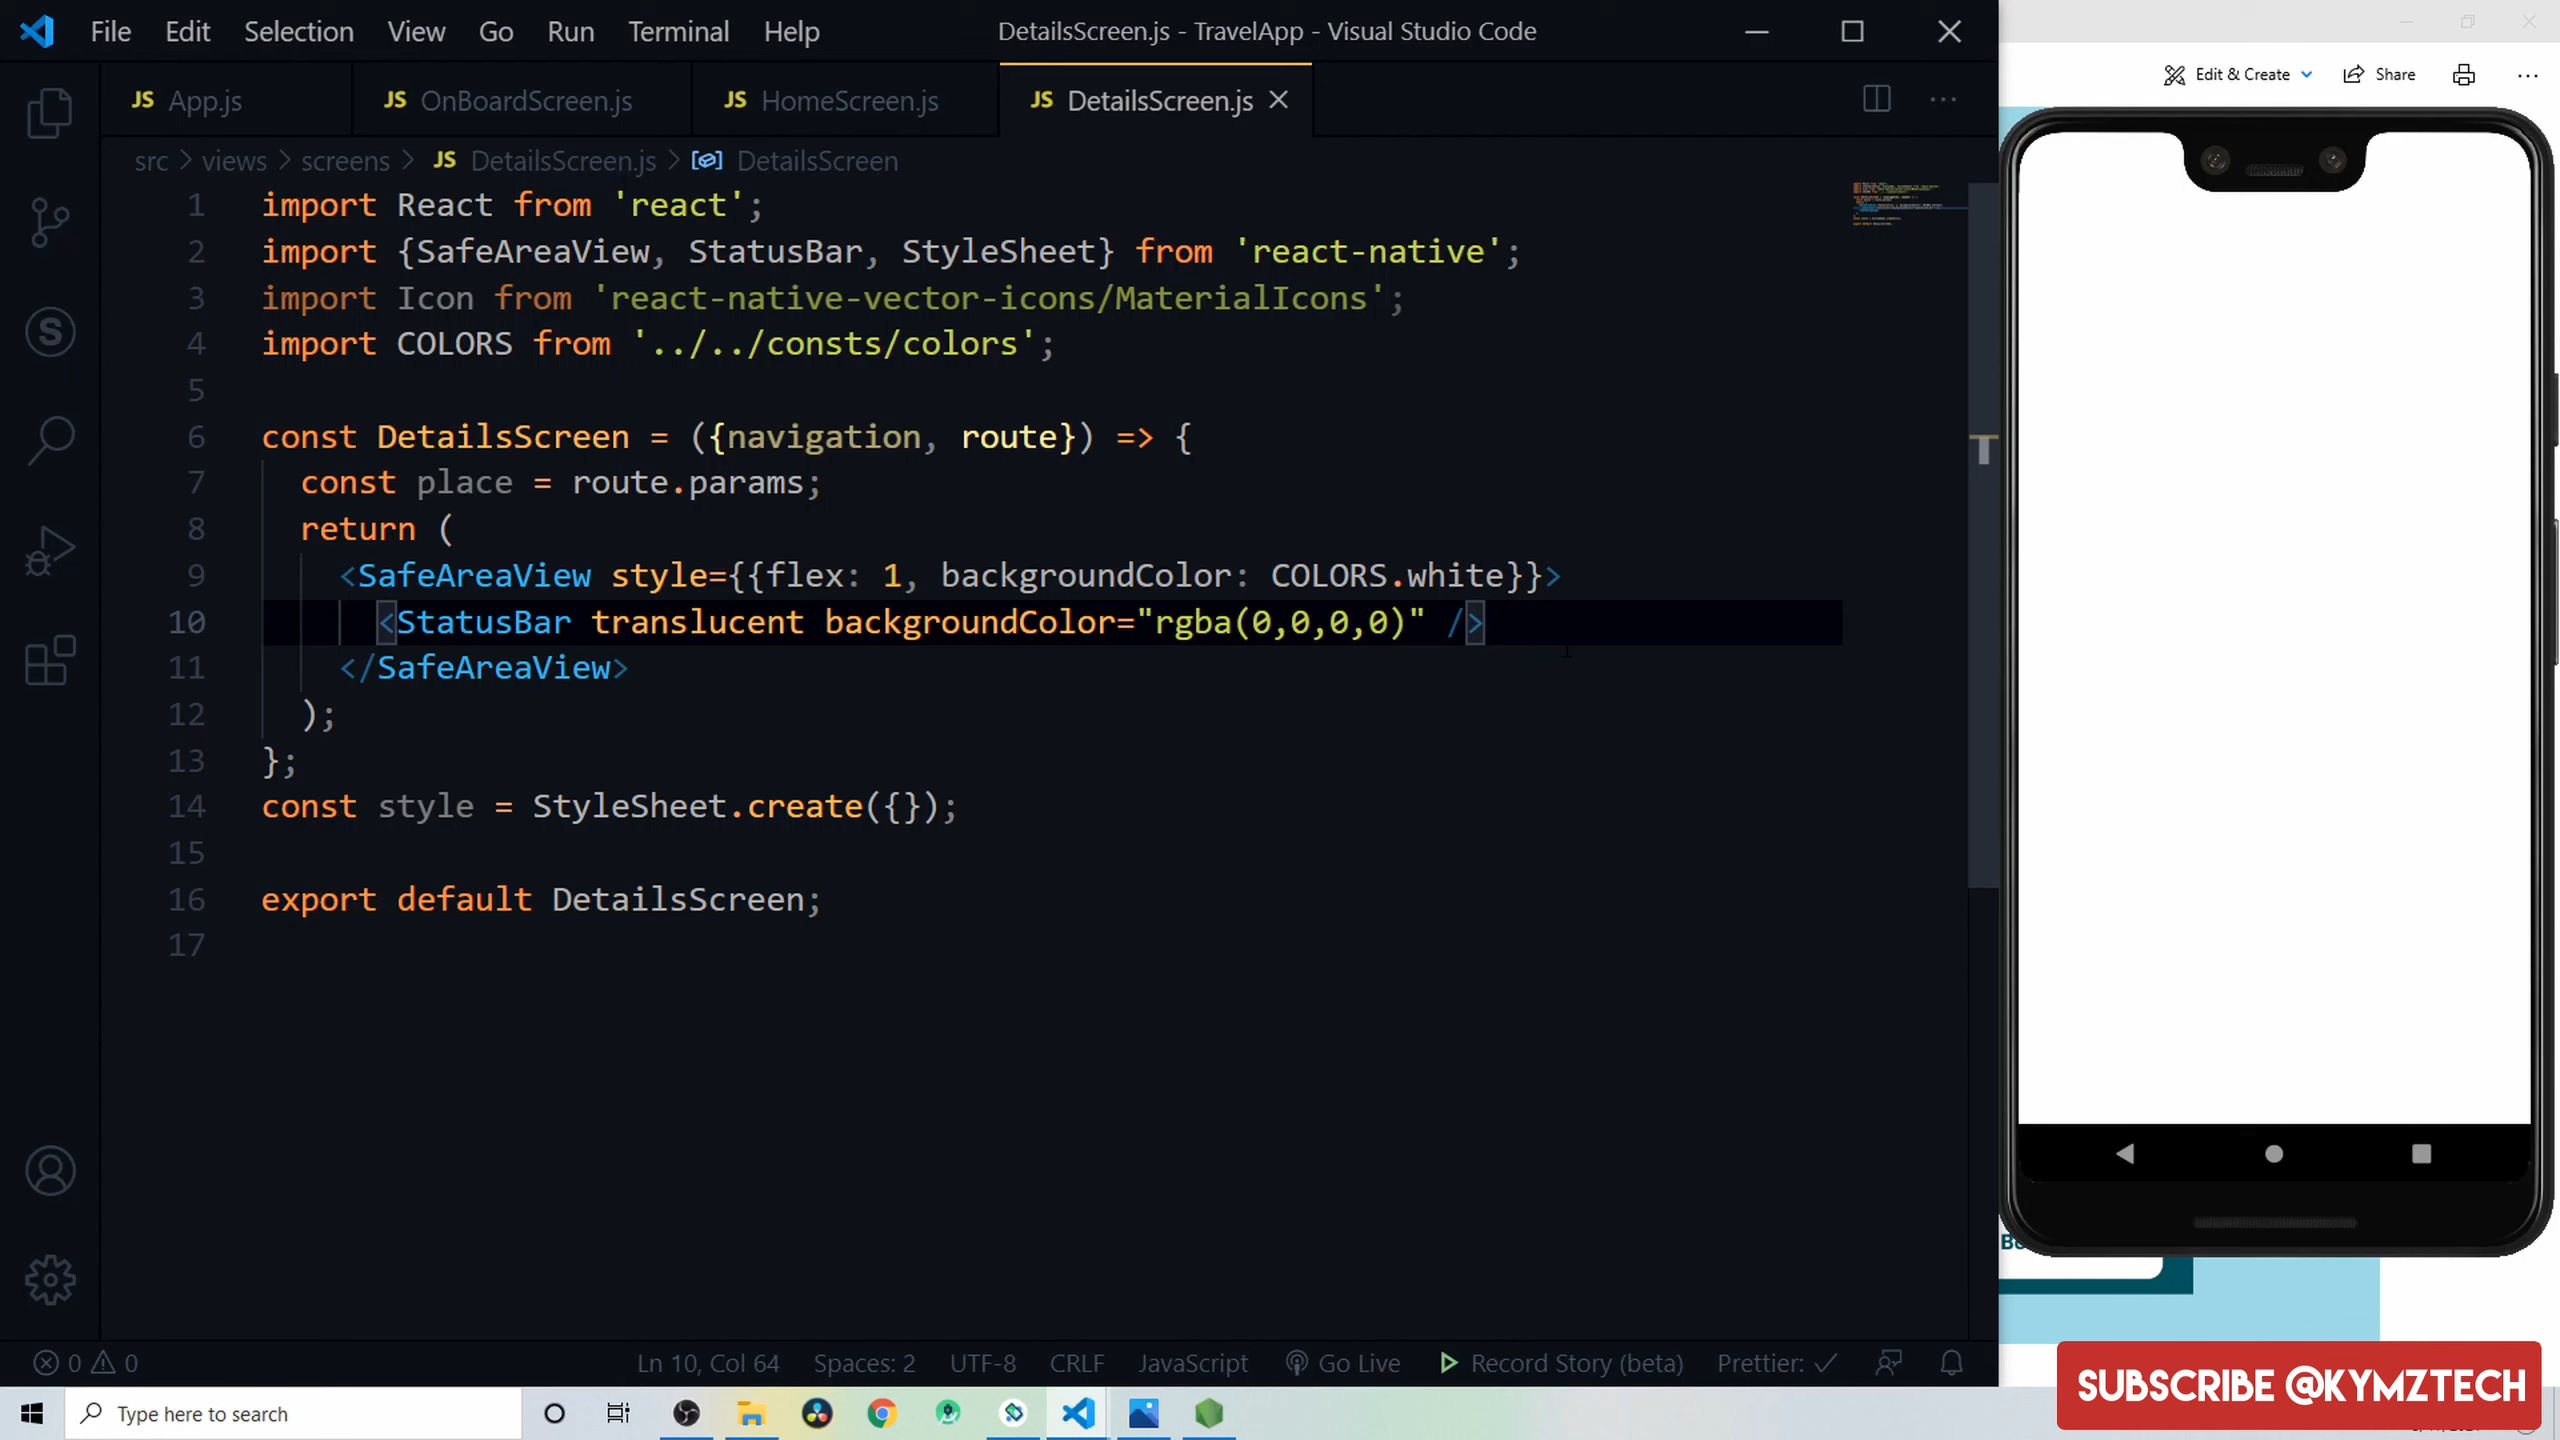 File Edit Selection View Go Run Terminal Help DetailsScreen.js - TravelApp - Visual Studio Code
Edit & Create Share
JS App.js JS OnBoardScreen.js JS HomeScreen.js JS DetailsScreen.js
src > views > screens > JS DetailsScreen.js > DetailsScreen
1 import React from 'react';
2 import {SafeAreaView, StatusBar, StyleSheet} from 'react-native';
3 import Icon from 'react-native-vector-icons/MaterialIcons';
4 import COLORS from '../../consts/colors';
5
6 const DetailsScreen = ({navigation, route}) => {
7 const place = route.params;
8 return (
9 <SafeAreaView style={{flex: 1, backgroundColor: COLORS.white}}>
10 <StatusBar translucent backgroundColor="rgba(0,0,0,0)" />
11 </SafeAreaView>
12 );
13 };
14 const style = StyleSheet.create({});
15
16 export default DetailsScreen;
17
0 0 Ln 10, Col 64 Spaces: 2 UTF-8 CRLF JavaScript Go Live Record Story (beta) Prettier: ✓
SUBSCRIBE @KYMZTECH
Type here to search